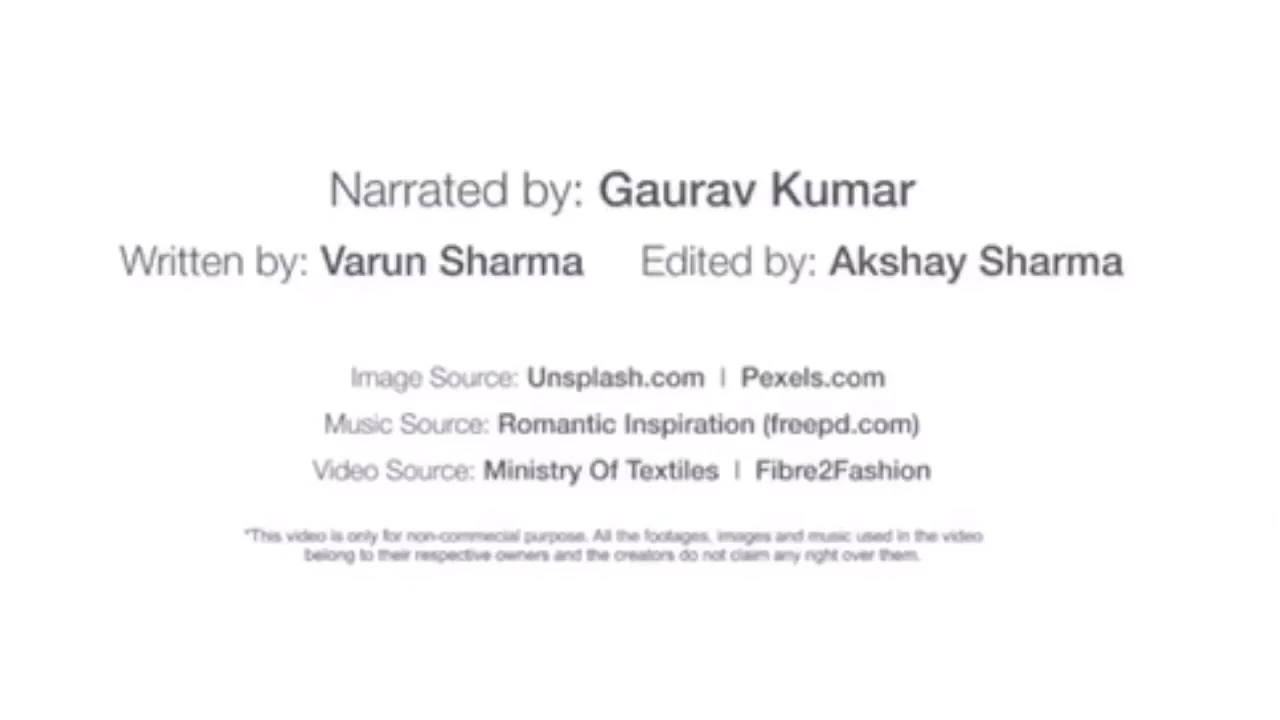 Narrated by: Gaurav Kumar
Written by: Varun Sharma Edited by: Akshay Sharma
Image Source: Unsplash.com | Pexels.com
Music Source: Romantic Inspiration (freepd.com)
Video Source: Ministry Of Textiles | Fibre2Fashion
*This video is only for non-commecial purpose. All the footages, images and music used in the video
belong to their respective owners and the creators do not claim any right over them.